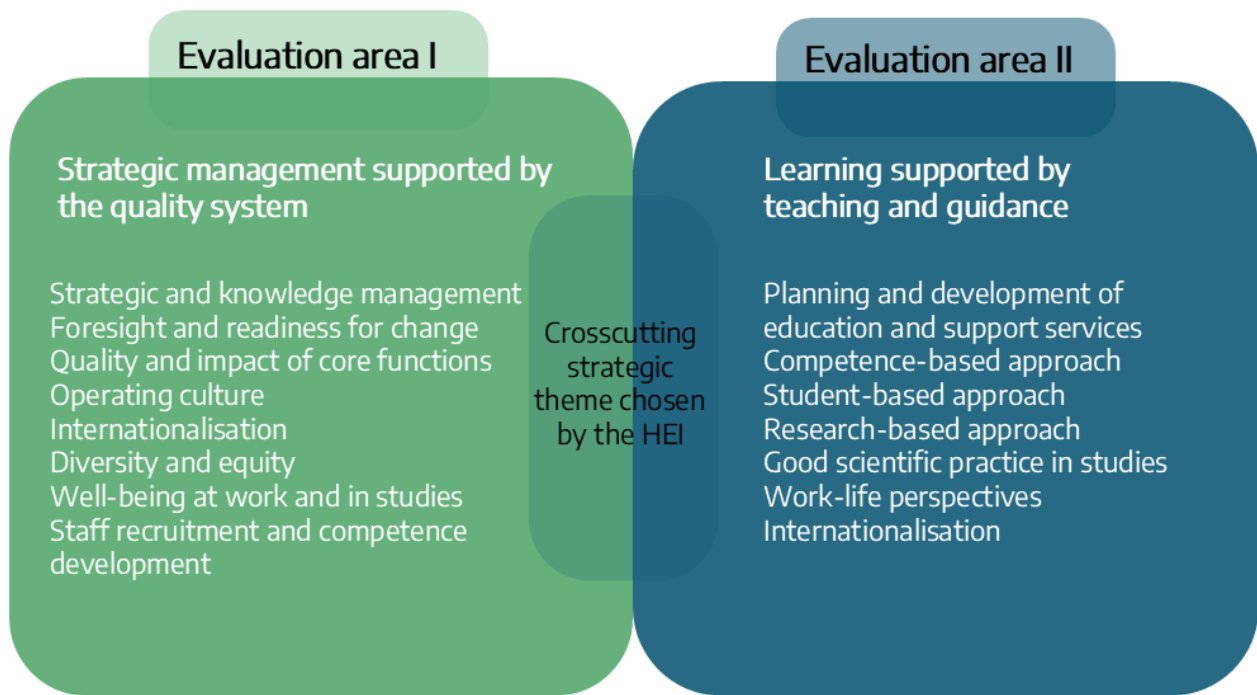 Evaluation area I
Strategic management supported by
the quality system
Strategic and knowledge management
Foresight and readiness for change
Quality and impact of core functions
Operating culture
Internationalisation
Diversity and equity
Well-being at work and in studies
Staff recruitment and competence
development
Crosscutting
strategic
theme chosen
by the HEI
Evaluation area II
Learning supported by
teaching and guidance
Planning and development of
education and support services
Competence-based approach
Student-based approach
Research-based approach
Good scientific practice in studies
Work-life perspectives
Internationalisation